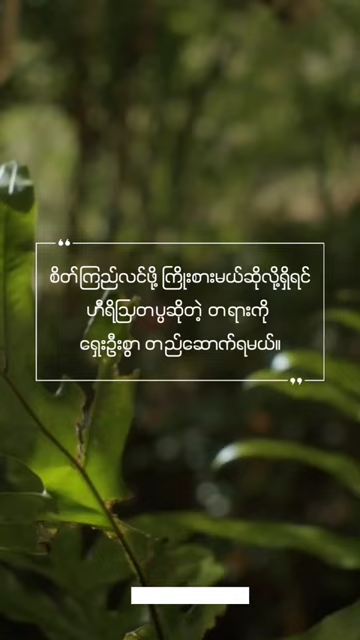 စိတ်ကြည်လင်ဖို့ ကြိုးစားမယ်ဆိုလို့ရှိရင်
ဟီရိဩတပ္ပဆိုတဲ့ တရားကို
ရှေးဦးစွာ တည်ဆောက်ရမယ်။